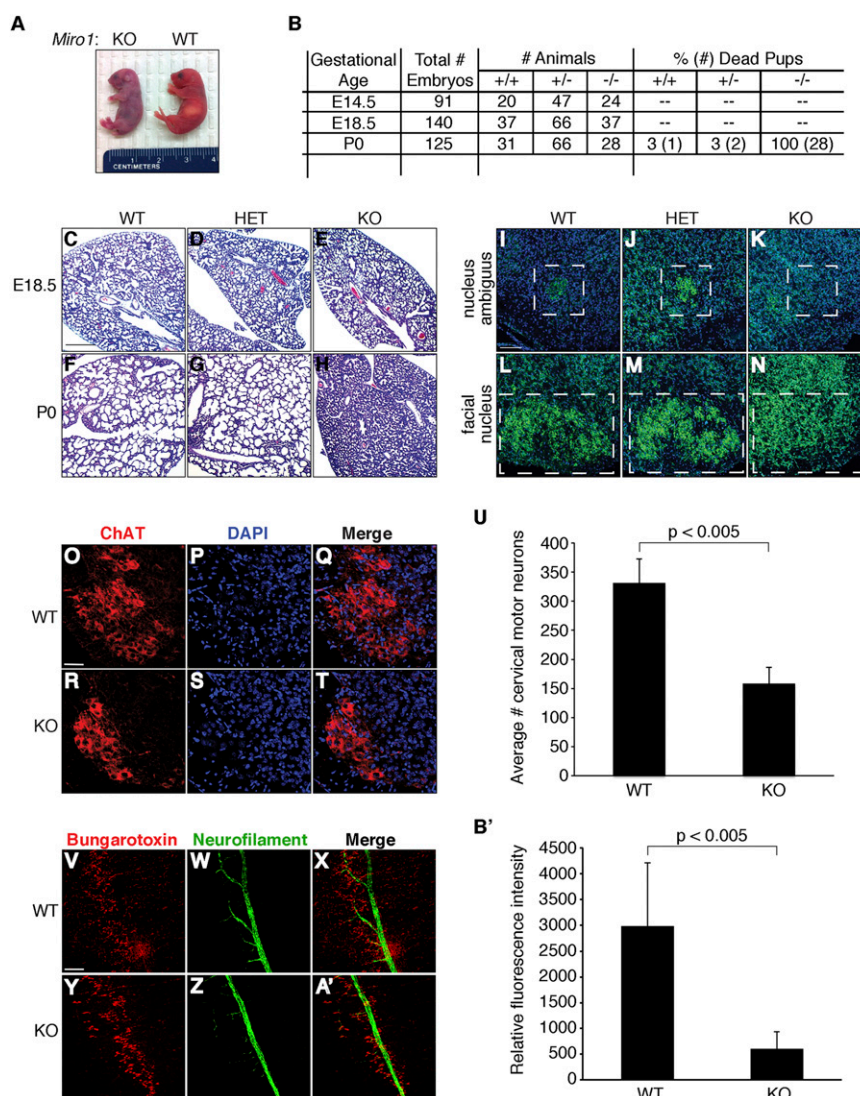 A
Miro1: KO WT
1 2 3 4
CENTIMETERS
B
Gestational Age Total # Embryos # Animals % (#) Dead Pups
+/+ +/- -/- +/+ +/- -/-
E14.5 91 20 47 24 -- -- --
E18.5 140 37 66 37 -- -- --
P0 125 31 66 28 3 (1) 3 (2) 100 (28)
WT HET KO
E18.5
C D E
P0
F G H
WT HET KO
nucleus ambiguus
I J K
facial nucleus
L M N
ChAT DAPI Merge
WT
O P Q
KO
R S T
U
p < 0.005
Average # cervical motor neurons
400
350
300
250
200
150
100
50
0
WT KO
Bungarotoxin Neurofilament Merge
WT
V W X
KO
Y Z A'
B'
p < 0.005
Relative fluorescence intensity
4500
4000
3500
3000
2500
2000
1500
1000
500
0
WT KO